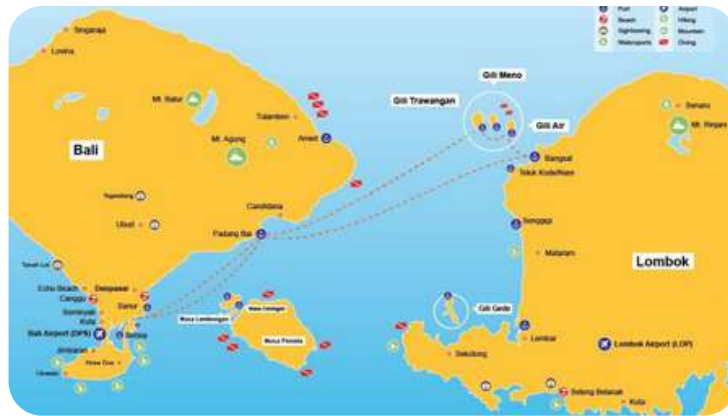 Port
Airport
Beach
Hiking
Sightseeing
Mountain
Watersports
Diving
Singaraja
Lovina
Mt. Batur
Tulamben
Mt. Agung
Amed
Bali
Candidasa
Ubud
Padang Bai
Tanah Lot
Echo Beach
Denpasar
Canggu
Sanur
Seminyak
Kuta
Bali Airport (DPS)
Serangan
Jimbaran
Nusa Dua
Uluwatu
Nusa Lembongan
Nusa Ceningan
Nusa Penida
Gili Meno
Gili Trawangan
Gili Air
Senaru
Mt. Rinjani
Bangsal
Teluk Kodek/Nare
Senggigi
Mataram
Lombok
Gili Gede
Lembar
Sekotong
Lombok Airport (LOP)
Selong Belanak
Kuta